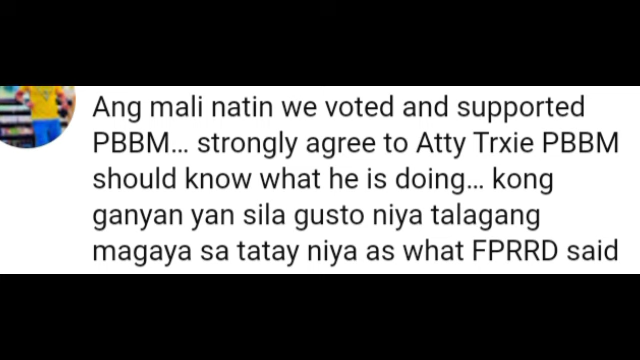 Ang mali natin we voted and supported
PBBM... strongly agree to Atty Trxie PBBM
should know what he is doing... kong
ganyan yan sila gusto niya talagang
magaya sa tatay niya as what FPRRD said